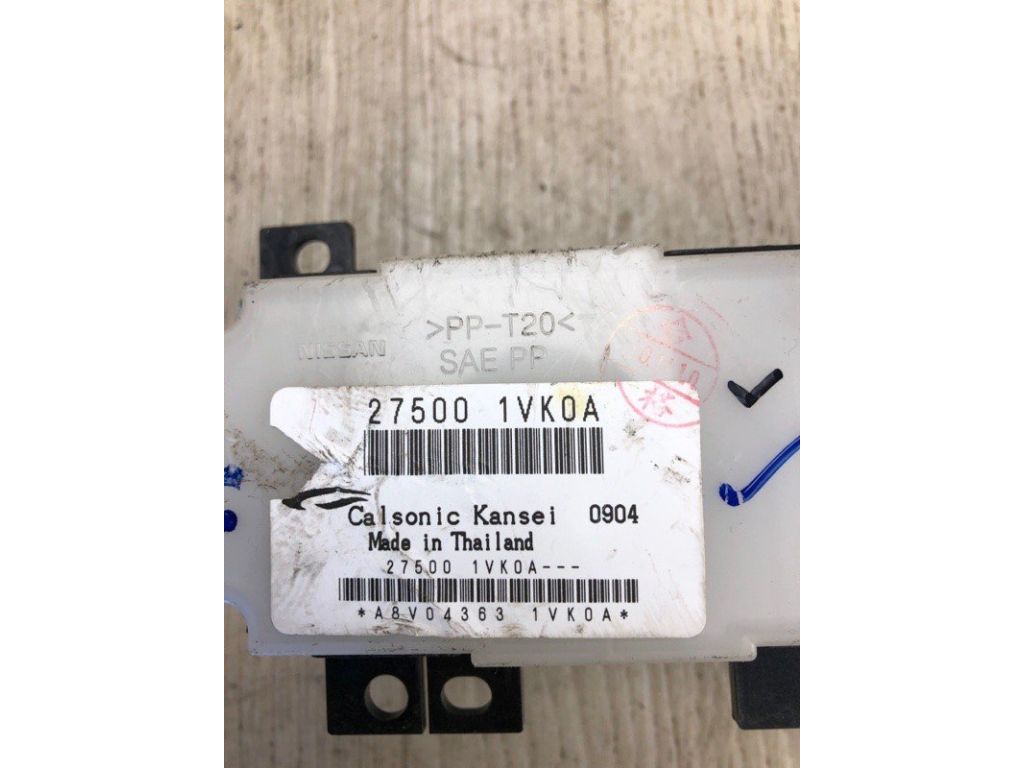 >PP-T20<
NISSAN
SAE PP
27500 1VK0A
Calsonic Kansei 0904
Made in Thailand
27500 1VK0A---
*A8V04363 1VK0A*